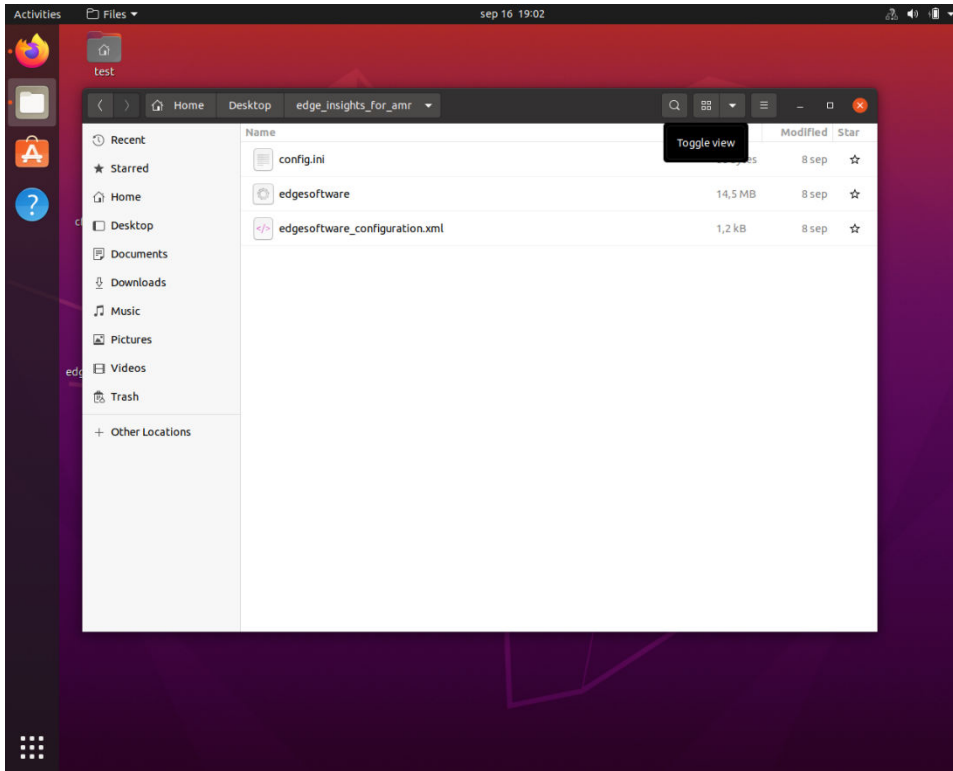 Activities Files sep 16 19:02
test
Home Desktop edge_insights_for_amr
Name Modified Star
Toggle view
Recent
config.ini 8 sep
Starred
edgesoftware 14,5 MB 8 sep
Home
Desktop
edgesoftware_configuration.xml 1,2 kB 8 sep
Documents
Downloads
Music
Pictures
Videos
Trash
+ Other Locations